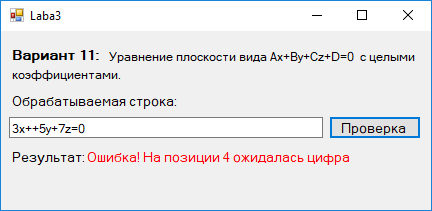 Laba3
Вариант 11: Уравнение плоскости вида Ax+By+Cz+D=0 с целыми
коэффициентами.
Обрабатываемая строка:
3x++5y+7z=0 Проверка
Результат: Ошибка! На позиции 4 ожидалась цифра